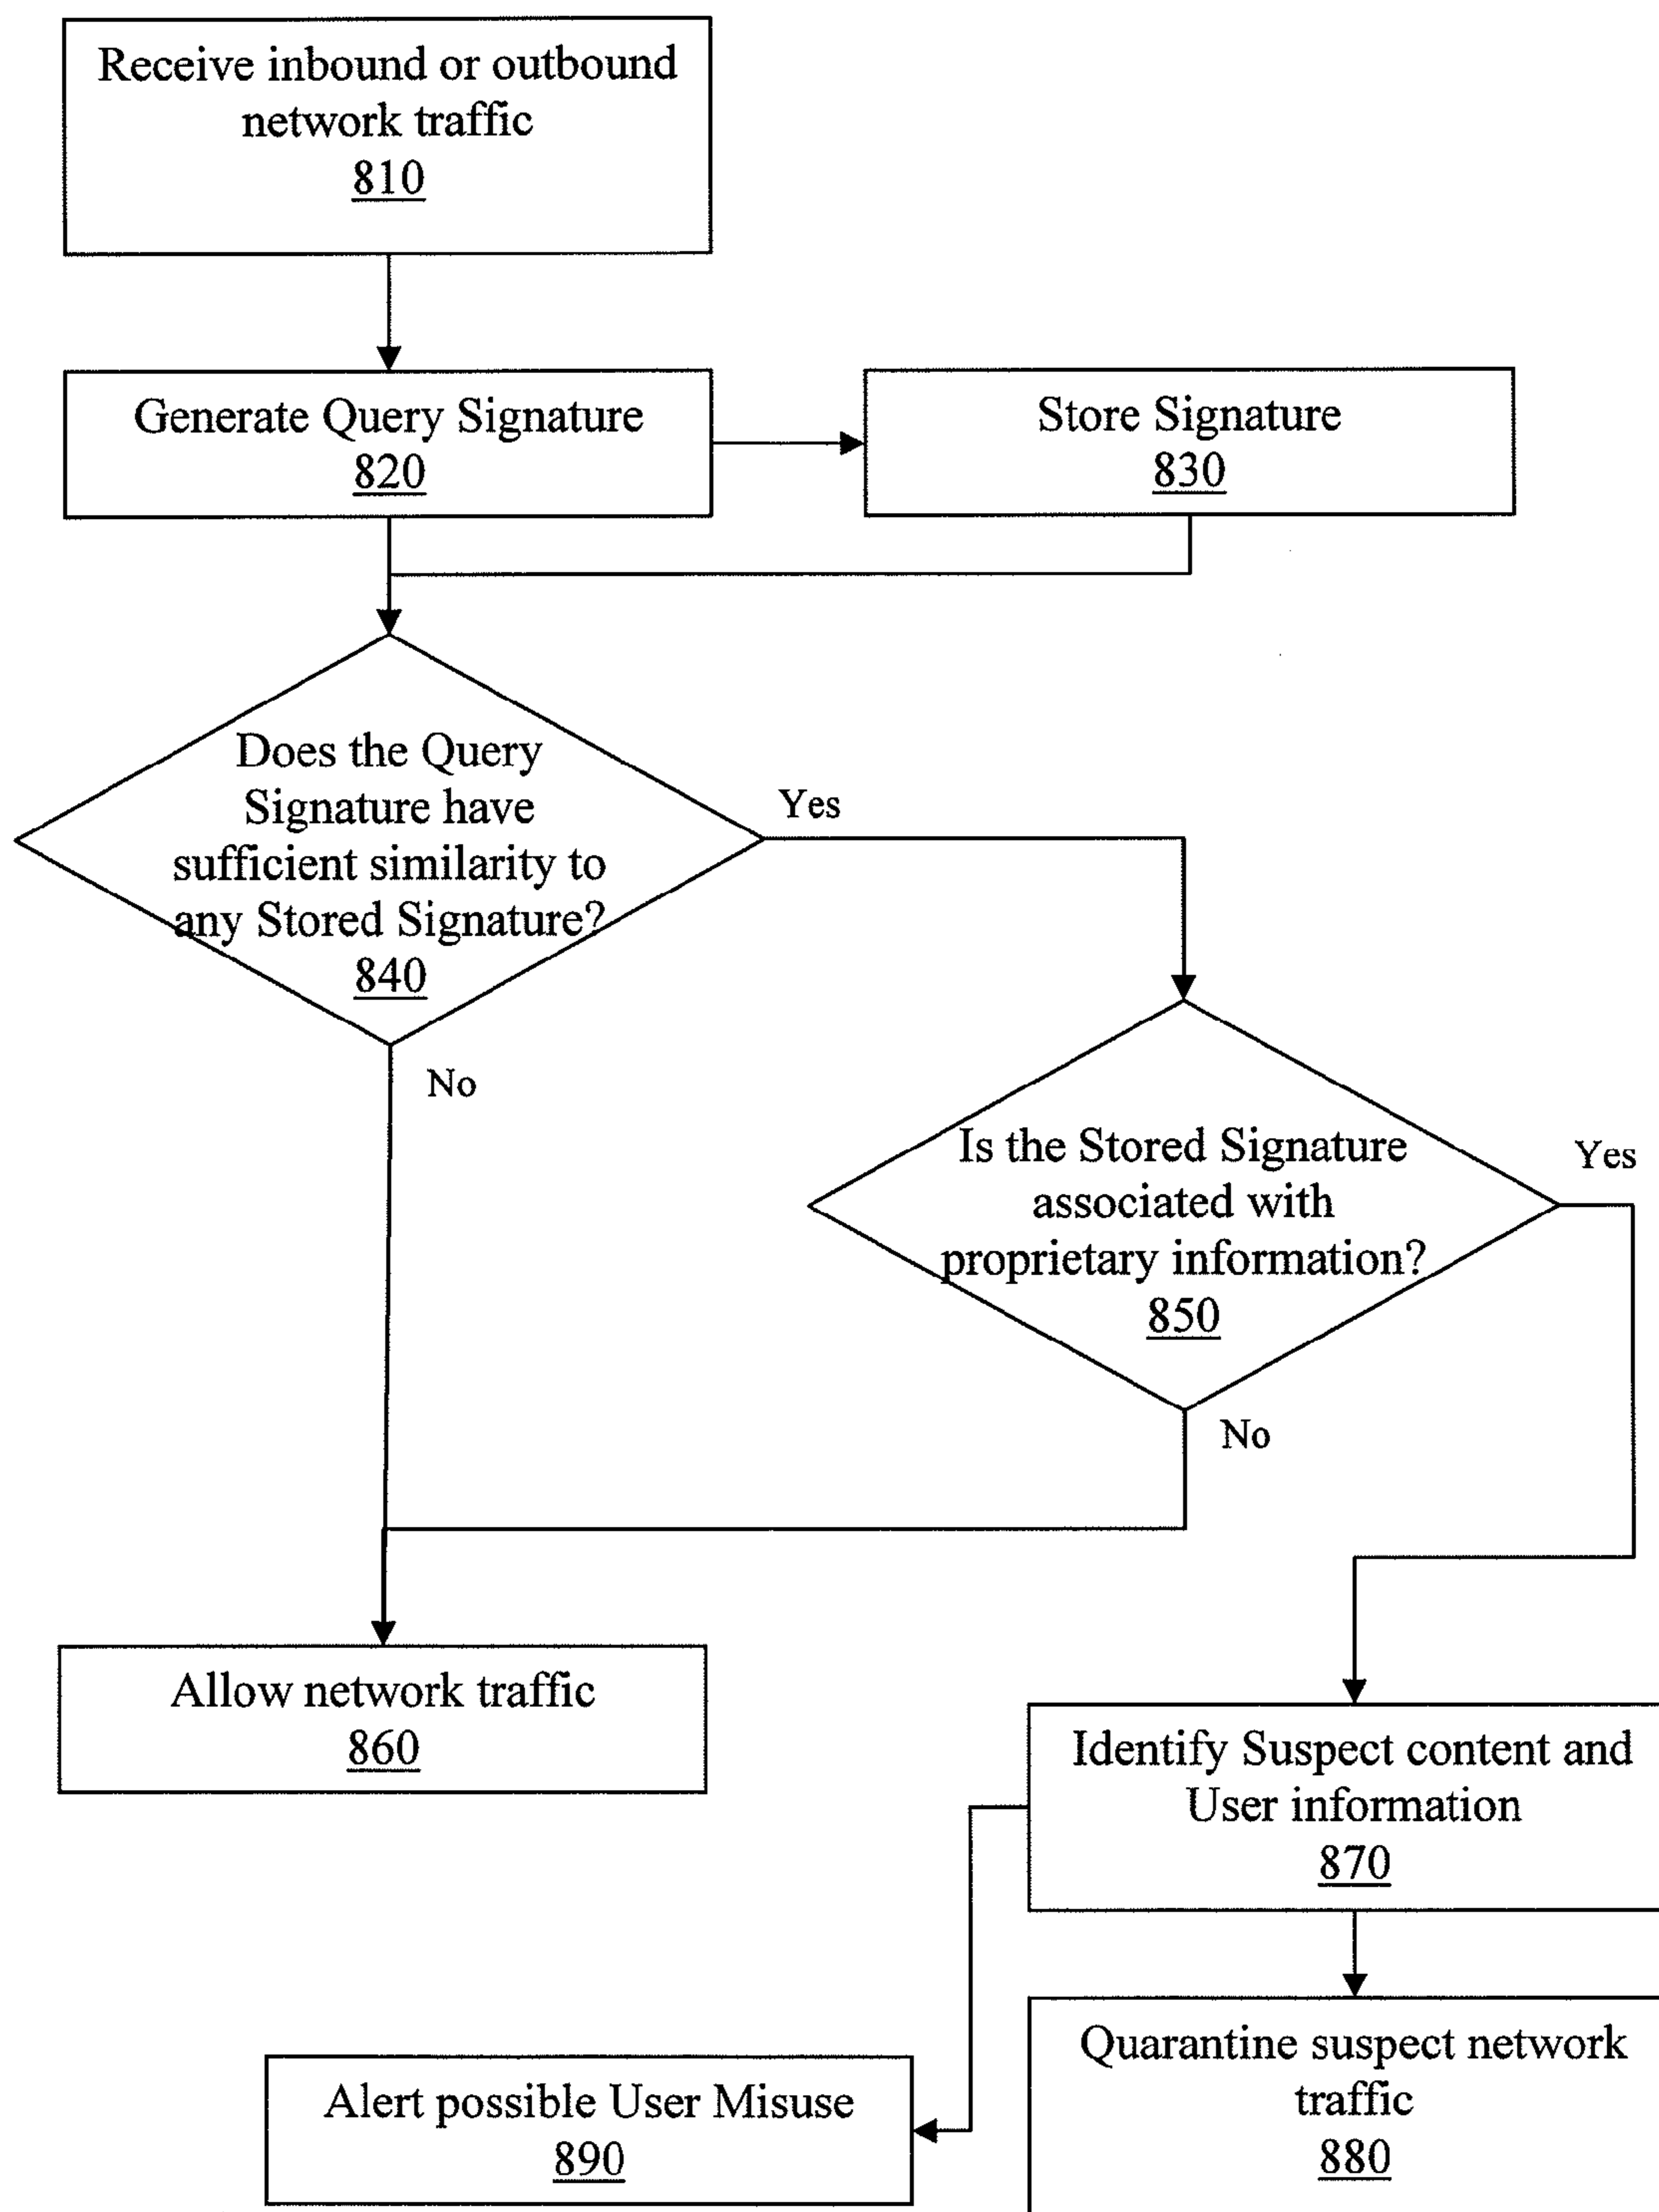 Receive inbound or outbound
network traffic
810
Generate Query Signature
820
Store Signature
830
Does the Query
Signature have
sufficient similarity to
any Stored Signature?
840
Yes
No
Is the Stored Signature
associated with
proprietary information?
850
Yes
No
Allow network traffic
860
Identify Suspect content and
User information
870
Quarantine suspect network
traffic
880
Alert possible User Misuse
890